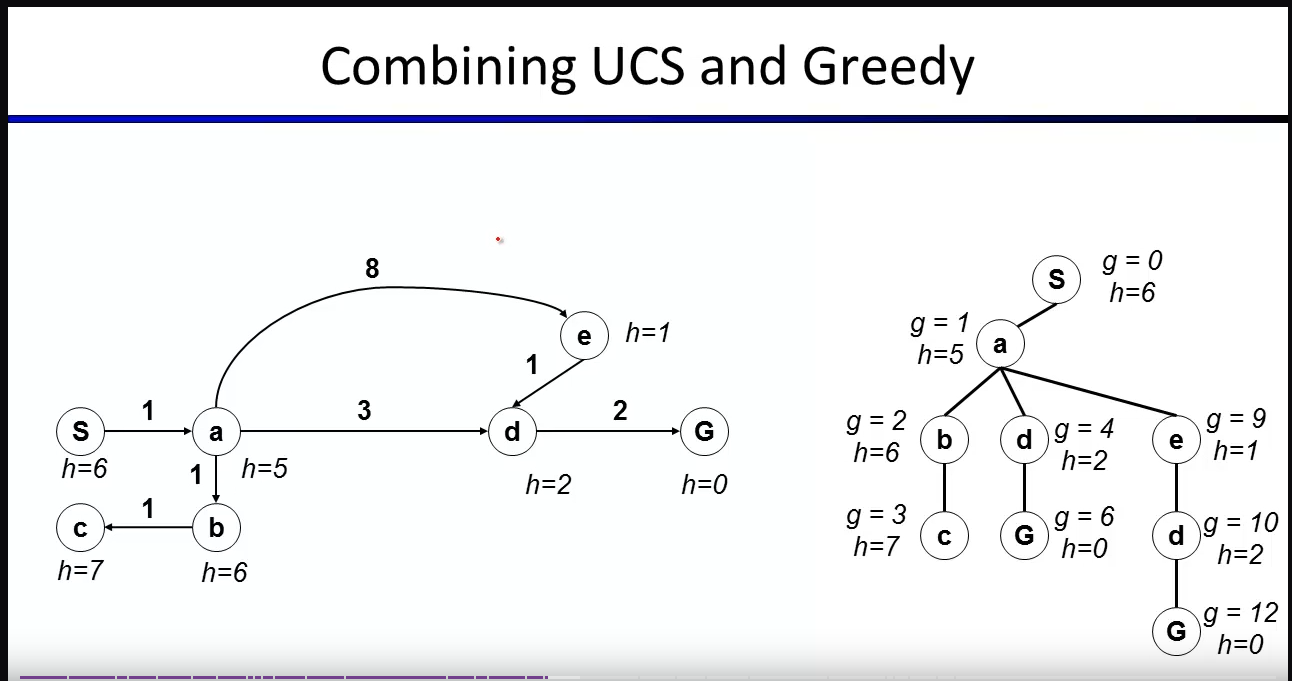 Combining UCS and Greedy
8
e
h=1
1
S
1
a
3
d
2
G
h=6
1
h=5
h=2
h=0
c
1
b
h=7
h=6
S
g = 0
h=6
g = 1
h=5
a
g = 2
h=6
b
d
g = 4
h=2
e
g = 9
h=1
g = 3
h=7
c
G
g = 6
h=0
d
g = 10
h=2
G
g = 12
h=0